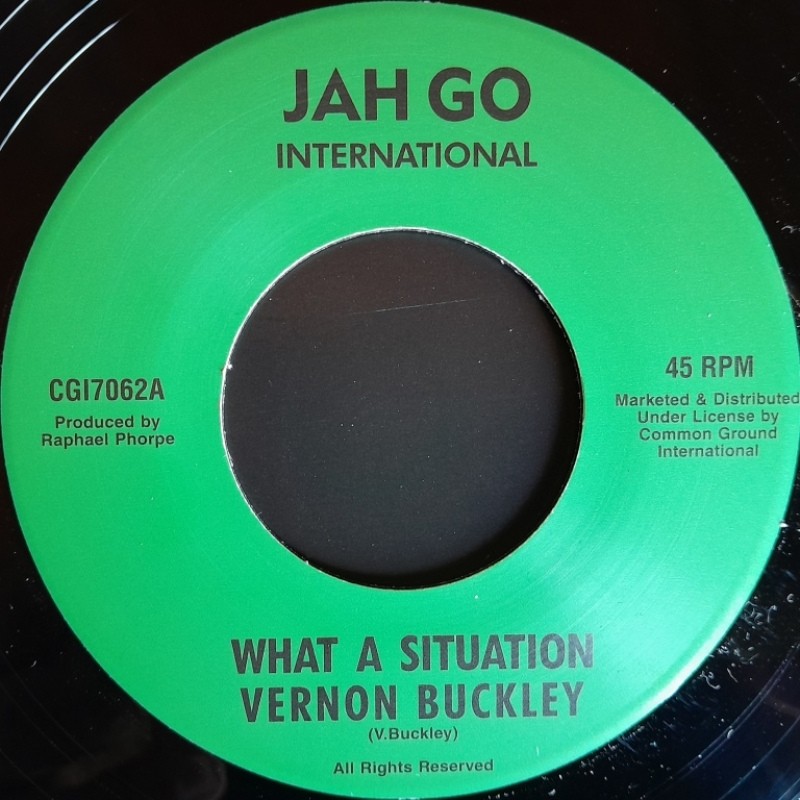 JAH GO
INTERNATIONAL
CGI7062A
Produced by
Raphael Phorpe
45 RPM
Marketed & Distributed
Under License by
Common Ground
International
WHAT A SITUATION
VERNON BUCKLEY
(V.Buckley)
All Rights Reserved